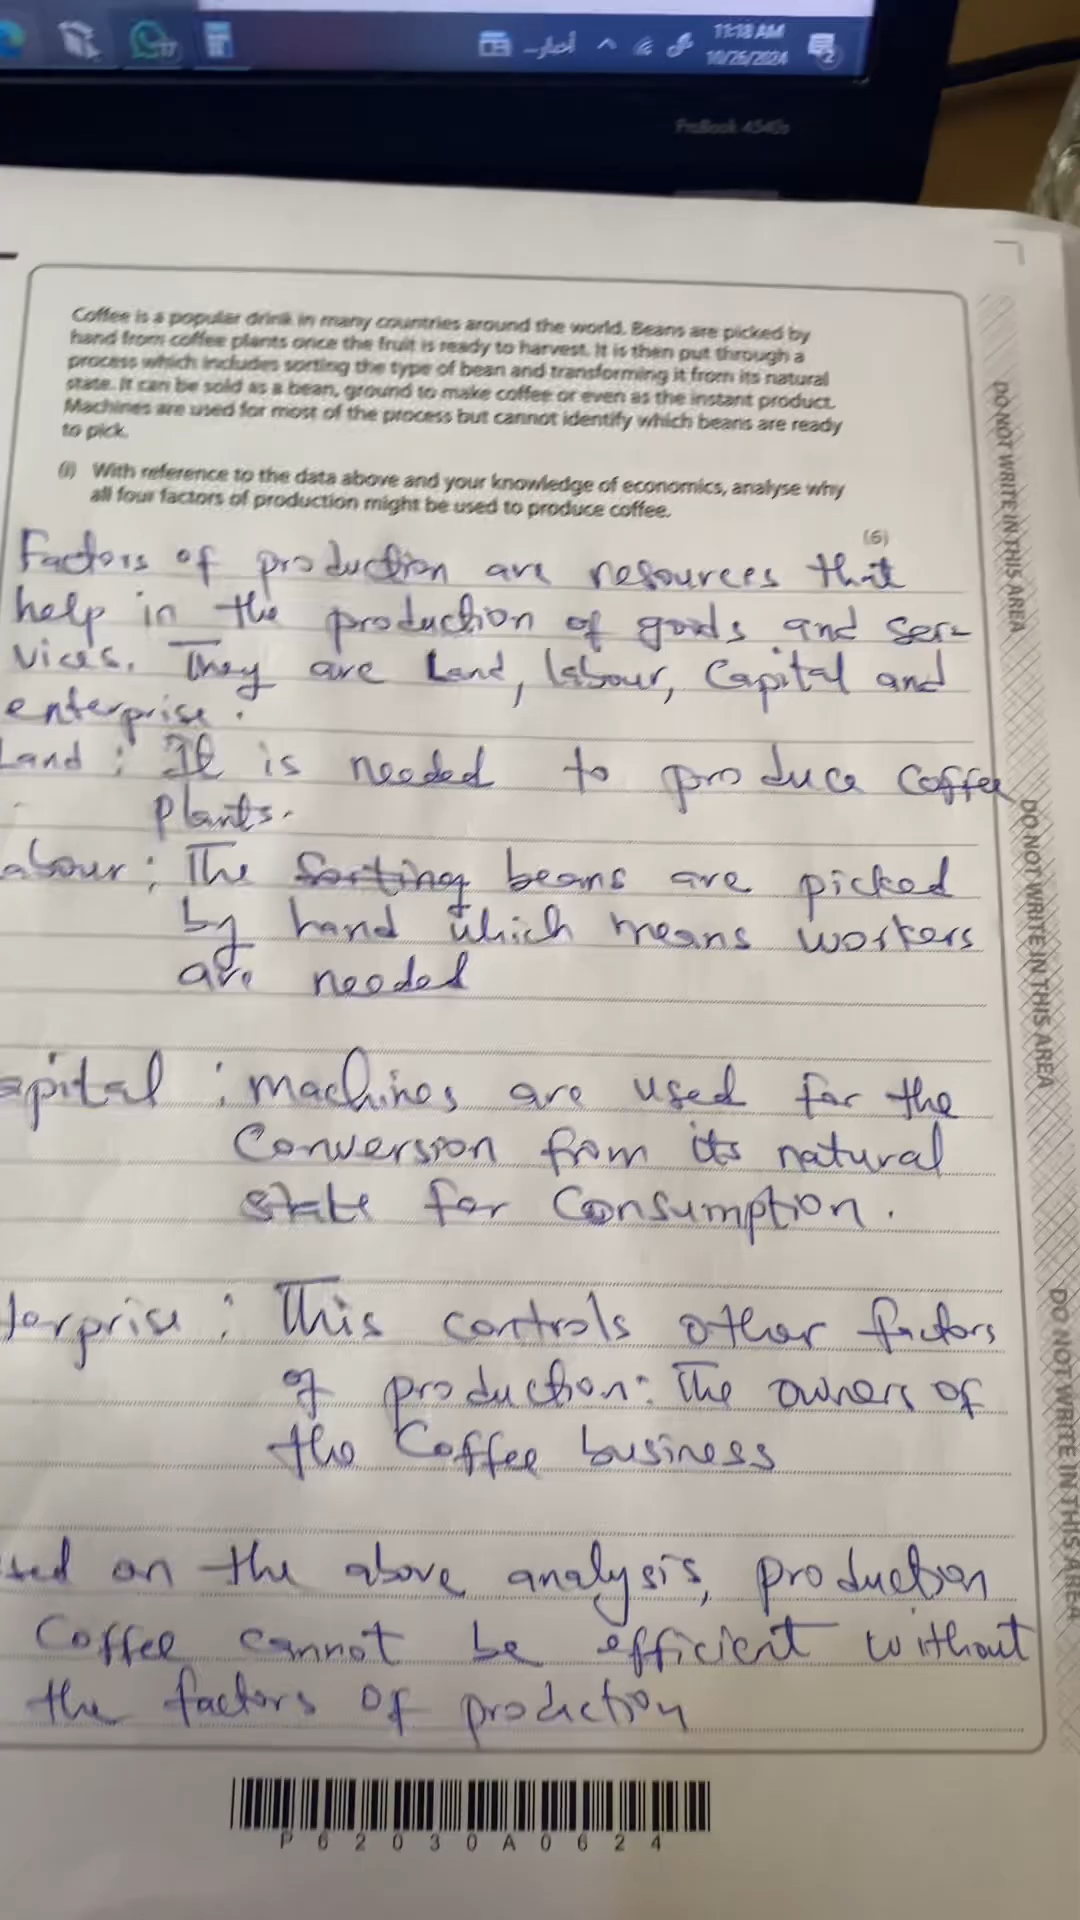 11:18 AM
أخبار
10/26/2024
2
17
ProBook 4540s
Coffee is a popular drink in many countries around the world. Beans are picked by
hand from coffee plants once the fruit is ready to harvest. It is then put through a
process which includes sorting the type of bean and transforming it from its natural
state. It can be sold as a bean, ground to make coffee or even as the instant product.
Machines are used for most of the process but cannot identify which beans are ready
to pick.
(i) With reference to the data above and your knowledge of economics, analyse why
all four factors of production might be used to produce coffee.
(6)
Factors of production are resources that
help in the production of goods and ser-
vices. They are Land, labour, Capital and
enterprise.
Land : It is needed to produce Coffee
Plants.
abour : The Sorting beans are picked
by hand which means workers
are needed
apital : machines are used for the
Conversion from its natural
state for Consumption.
terprise : This controls other factors
of production: The owners of
the Coffee business
sed on the above analysis, production
Coffee cannot be efficient without
the factors of production
DO NOT WRITE IN THIS AREA
DO NOT WRITE IN THIS AREA
DO NOT WRITE IN THIS AREA
P62030A0624